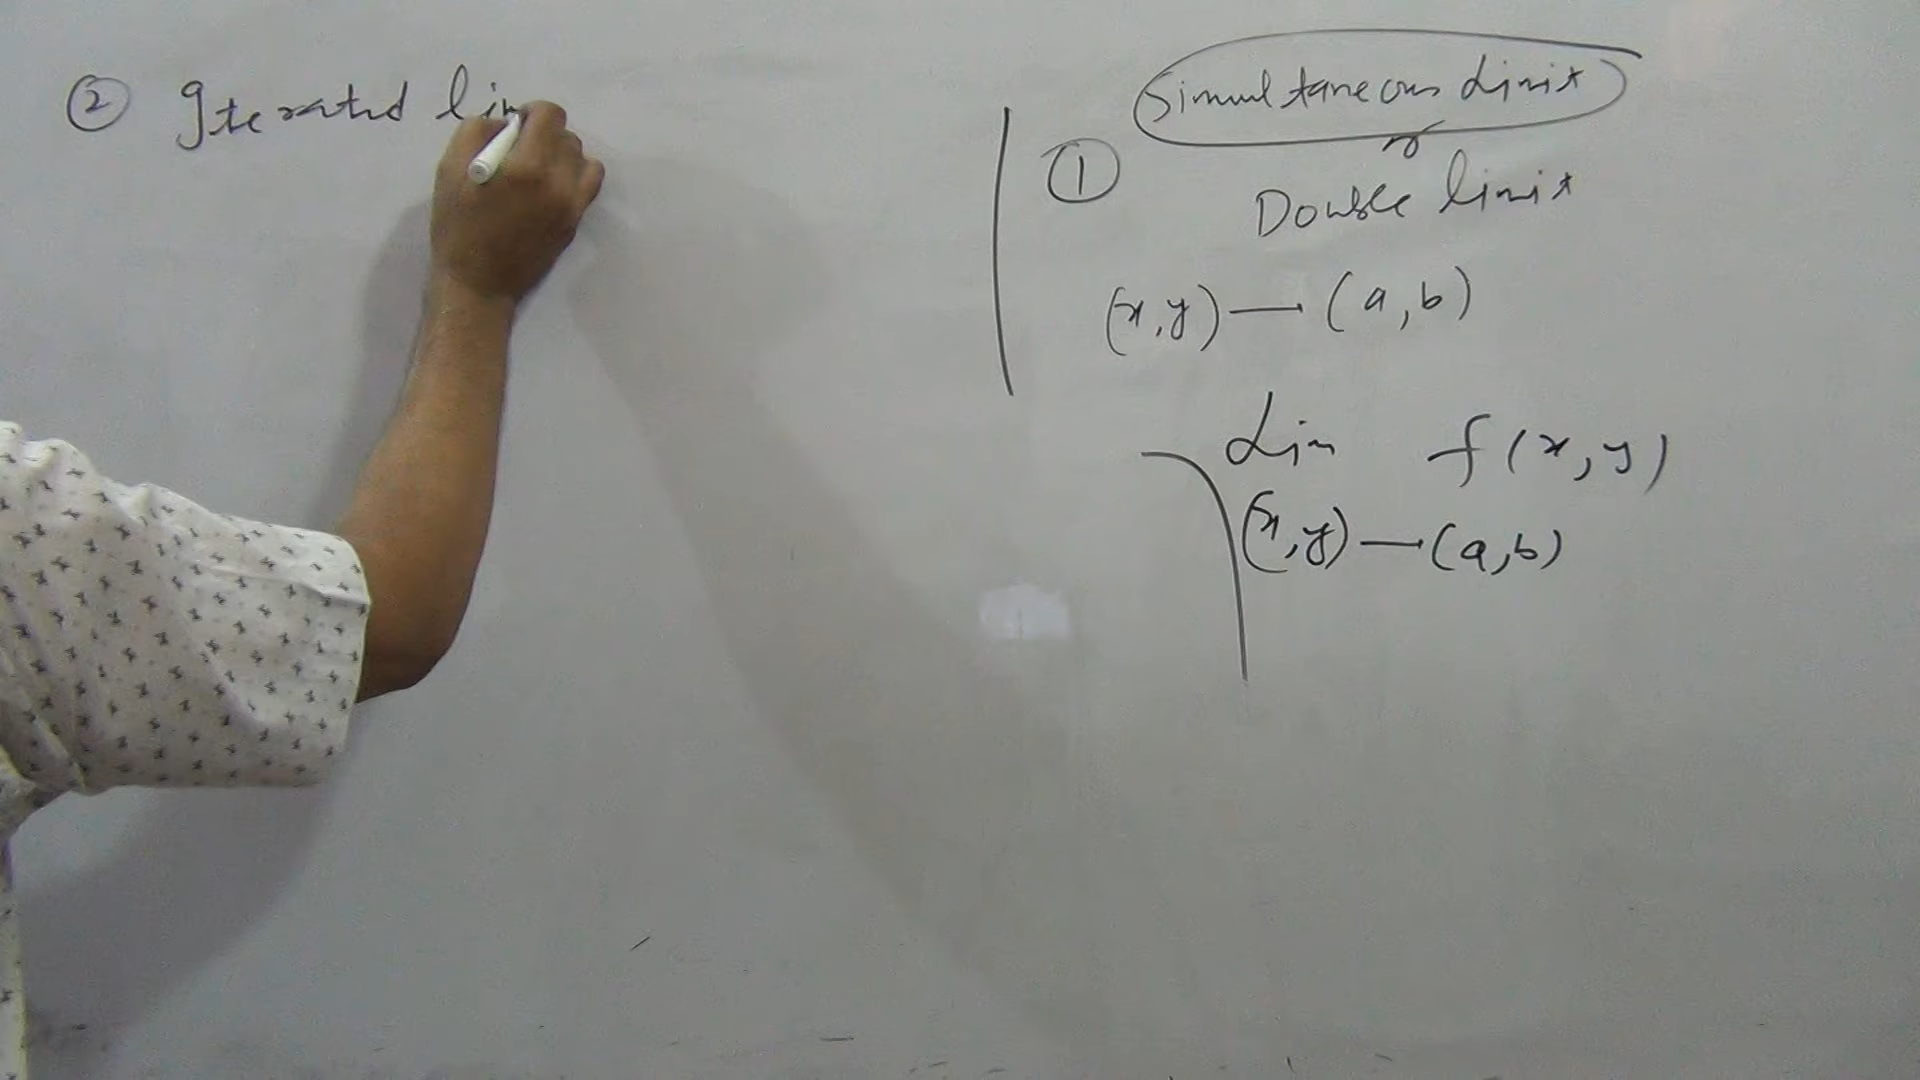 ② Iterated lim
Simultaneous Limit
①
or
Double limit
(x,y) → (a,b)
Lim f(x,y)
(x,y) → (a,b)